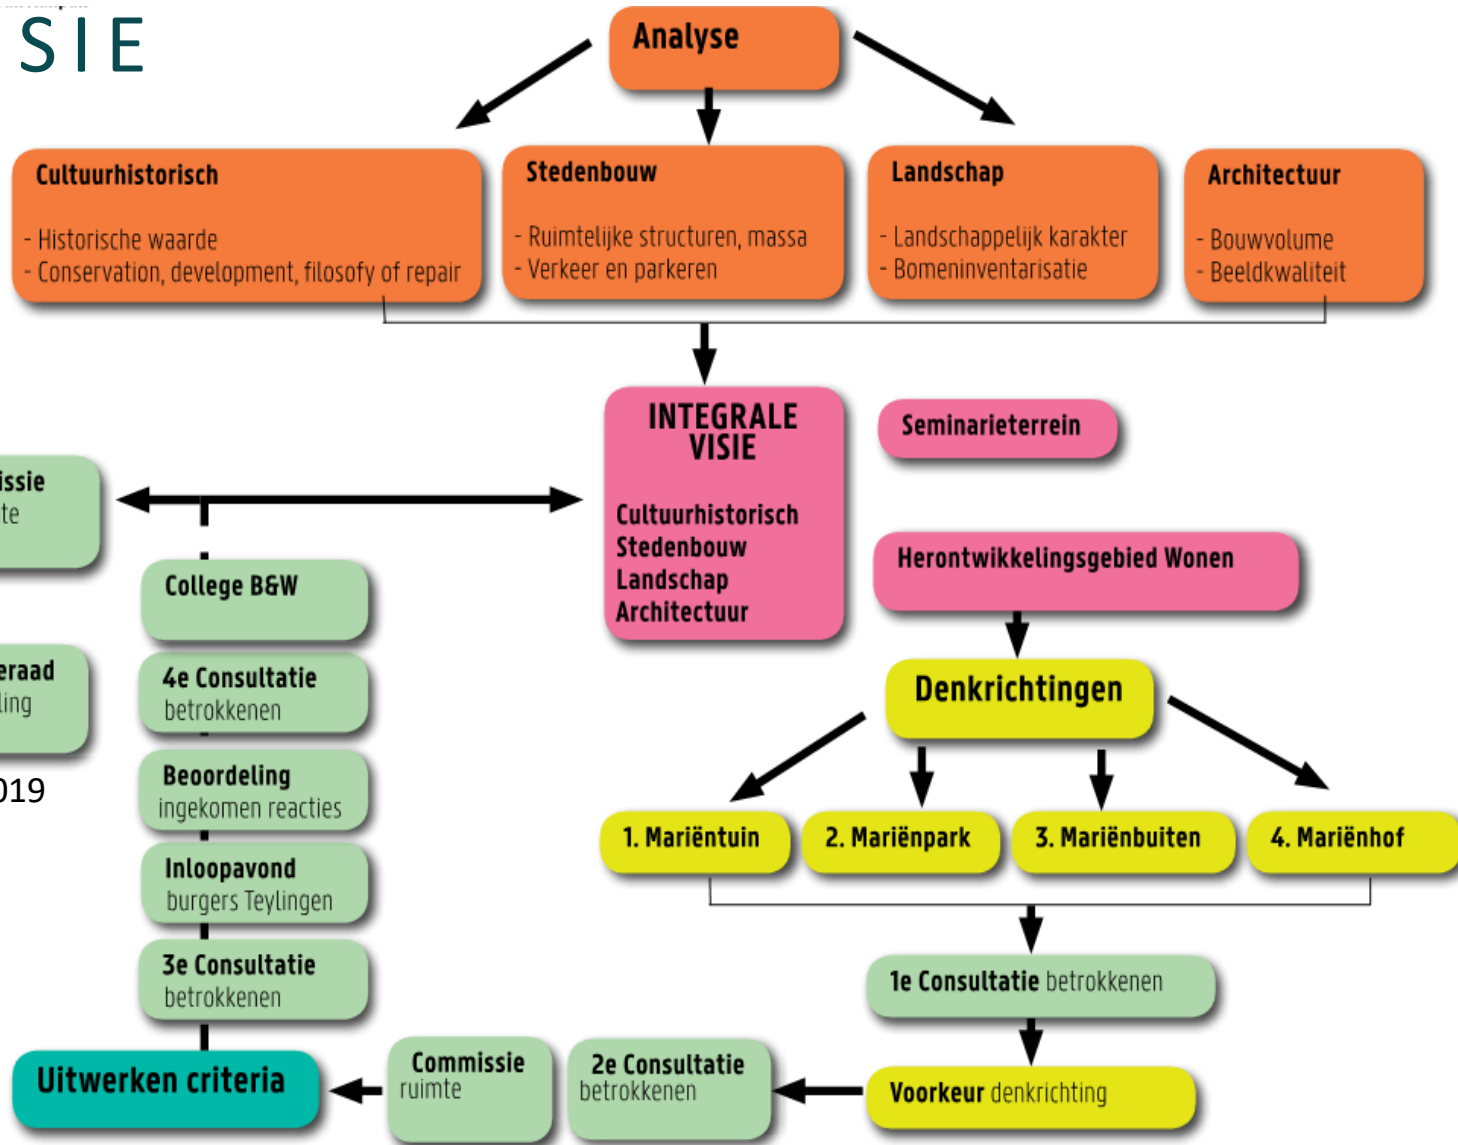 SIE
Analyse
Cultuurhistorisch
- Historische waarde
- Conservation, development, filosofy of repair
Stedenbouw
- Ruimtelijke structuren, massa
- Verkeer en parkeren
Landschap
- Landschappelijk karakter
- Bomeninventarisatie
Architectuur
- Bouwvolume
- Beeldkwaliteit
INTEGRALE
VISIE
Cultuurhistorisch
Stedenbouw
Landschap
Architectuur
Seminarieterrein
Herontwikkelingsgebied Wonen
Denkrichtingen
1. Mariëntuin
2. Mariënpark
3. Mariënbuiten
4. Mariënhof
1e Consultatie betrokkenen
Voorkeur denkrichting
2e Consultatie
betrokkenen
Commissie
ruimte
Uitwerken criteria
3e Consultatie
betrokkenen
Inloopavond
burgers Teylingen
Beoordeling
ingekomen reacties
4e Consultatie
betrokkenen
College B&W
issie
te
eraad
ling
019